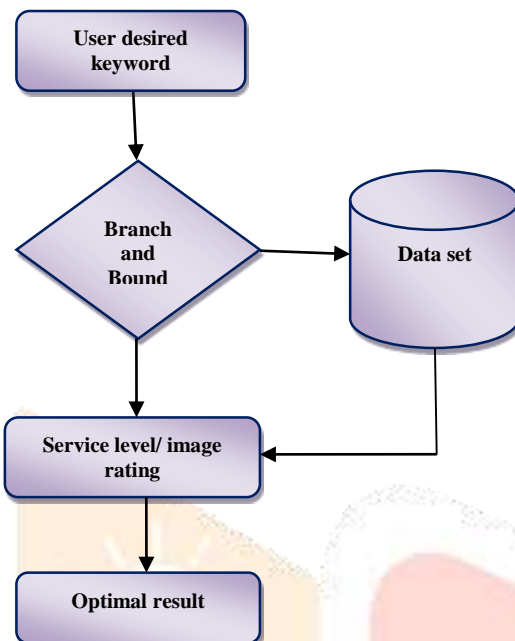 User desired
keyword
Branch
and
Bound
Data set
Service level/ image
rating
Optimal result